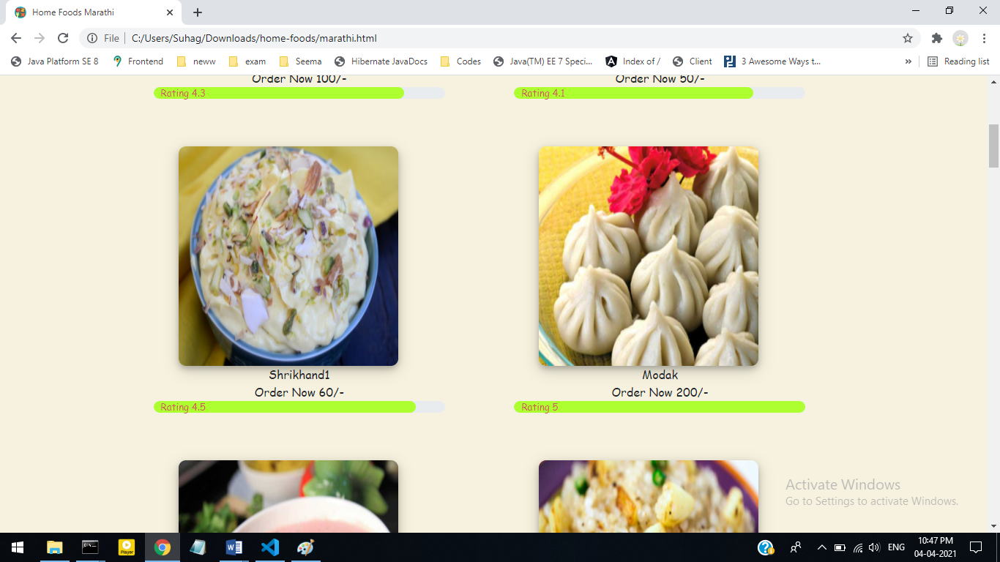 Home Foods Marathi
File
C:/Users/Suhag/Downloads/home-foods/marathi.html
Java Platform SE 8
Frontend
neww
exam
Seema
Hibernate JavaDocs
Codes
Java(TM) EE 7 Speci...
Index of /
Client
3 Awesome Ways t...
»
Reading list
Order Now 100/-
Order Now 50/-
Rating 4.3
Rating 4.1
Shrikhand1
Modak
Order Now 60/-
Order Now 200/-
Rating 4.5
Rating 5
Activate Windows
Go to Settings to activate Windows.
Player
ENG
10:47 PM
04-04-2021